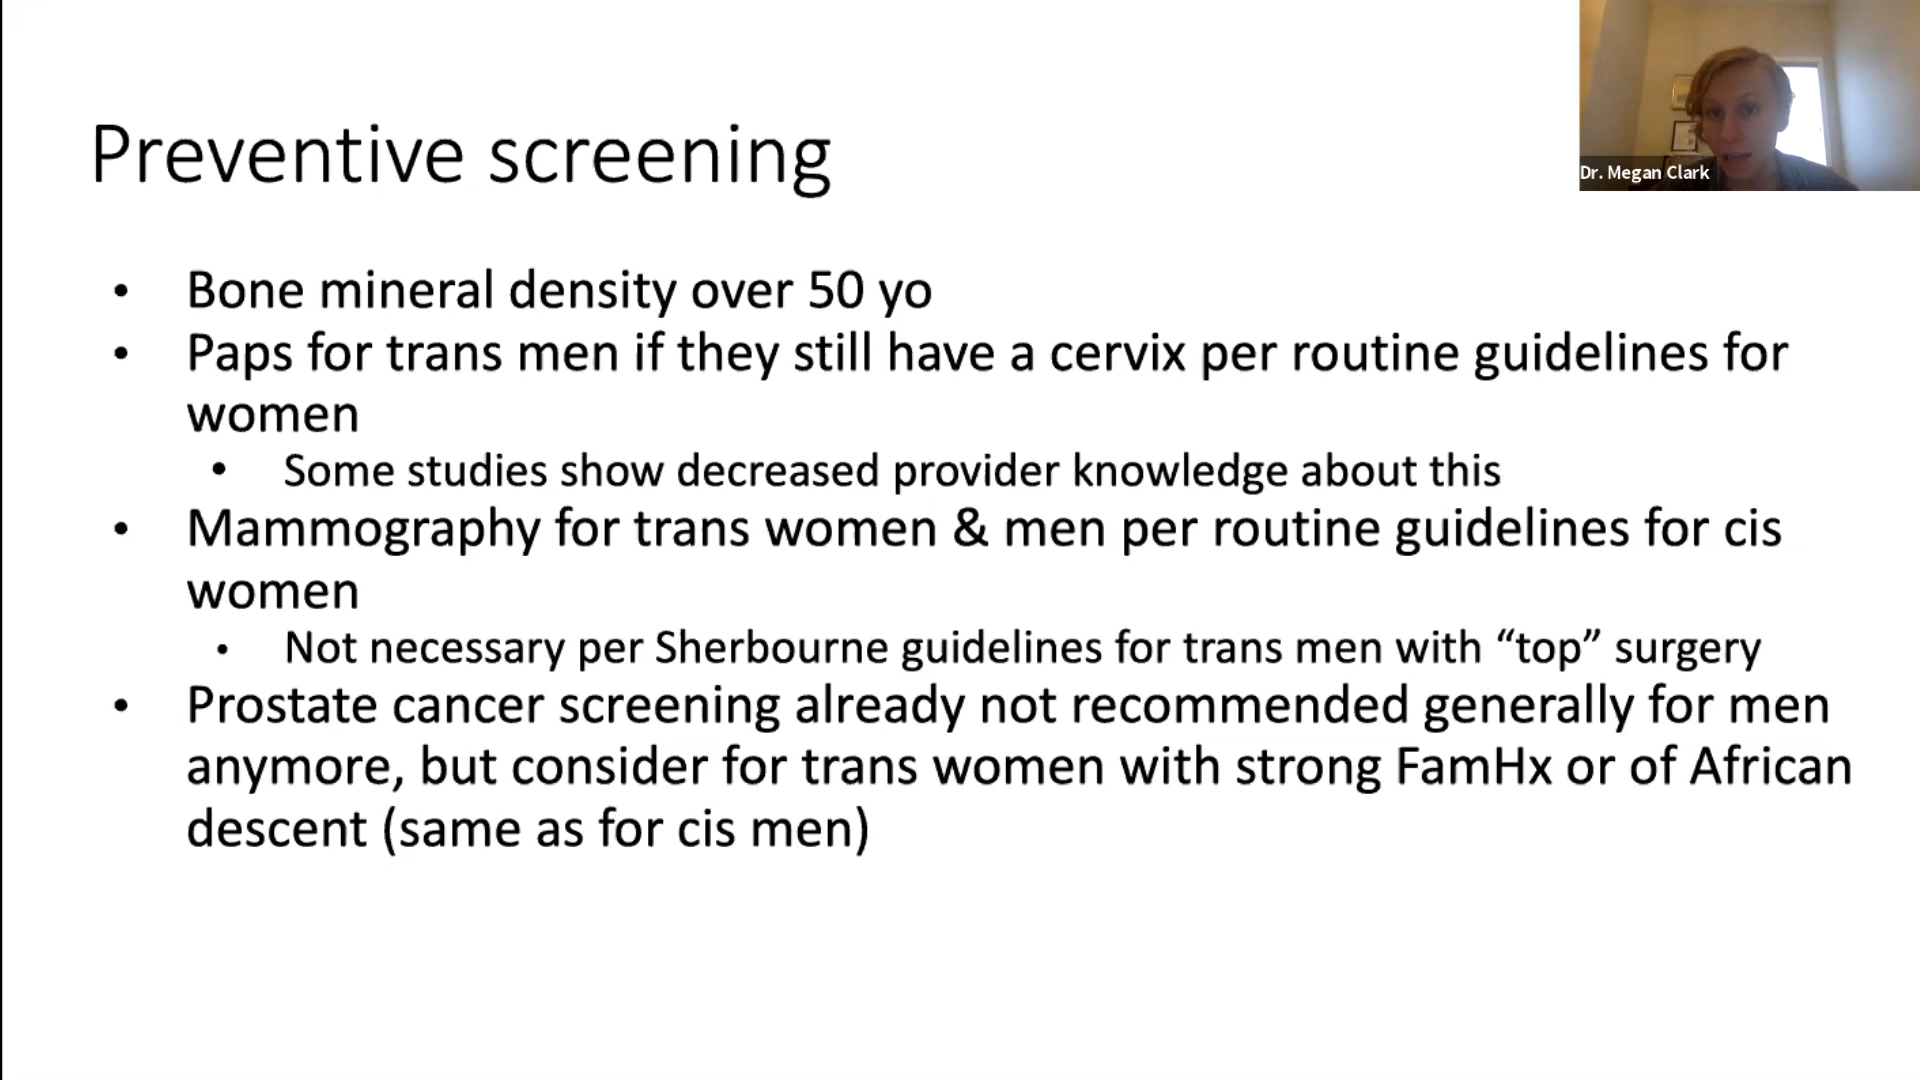 Dr. Megan Clark
Preventive screening
• Bone mineral density over 50 yo
• Paps for trans men if they still have a cervix per routine guidelines for
women
• Some studies show decreased provider knowledge about this
• Mammography for trans women & men per routine guidelines for cis
women
• Not necessary per Sherbourne guidelines for trans men with “top” surgery
• Prostate cancer screening already not recommended generally for men
anymore, but consider for trans women with strong FamHx or of African
descent (same as for cis men)